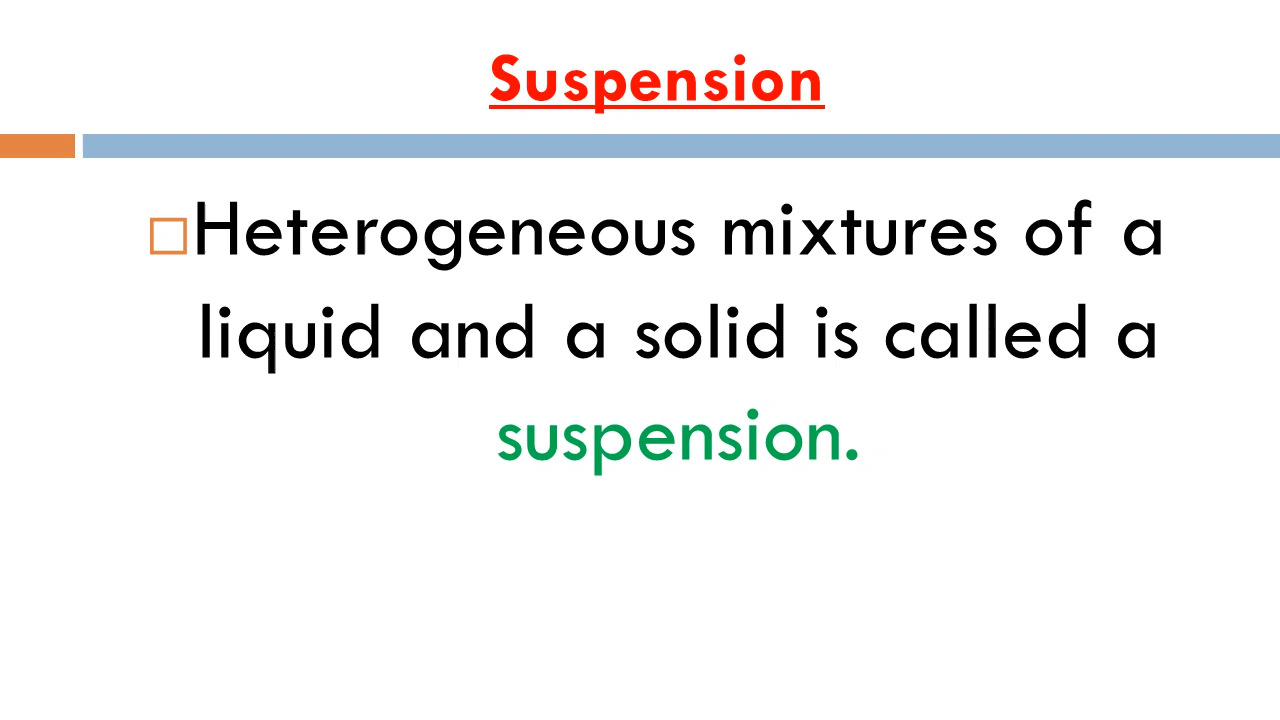 Suspension
Heterogeneous mixtures of a
liquid and a solid is called a
suspension.